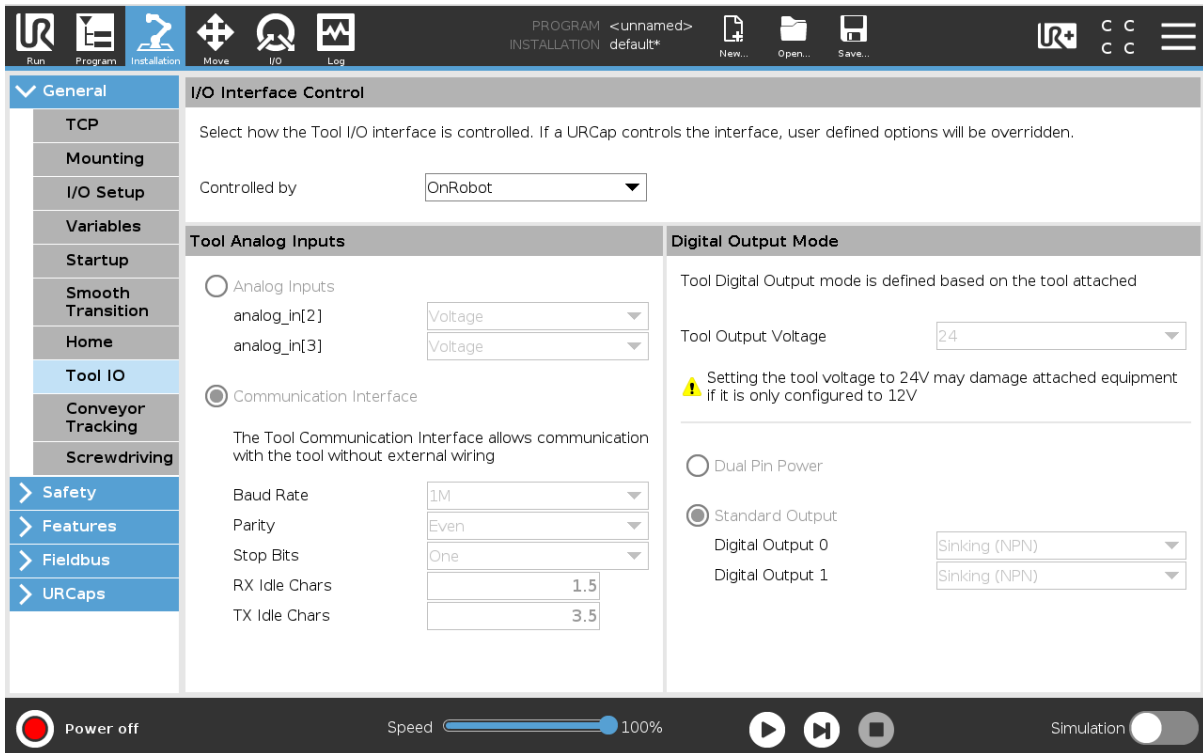 UR
Run
Program
Installation
Move
I/O
Log
PROGRAM <unnamed>
INSTALLATION default*
New...
Open...
Save...
UR+
C C
C C
General
TCP
Mounting
I/O Setup
Variables
Startup
Smooth
Transition
Home
Tool IO
Conveyor
Tracking
Screwdriving
Safety
Features
Fieldbus
URCaps
I/O Interface Control
Select how the Tool I/O interface is controlled. If a URCap controls the interface, user defined options will be overridden.
Controlled by OnRobot
Tool Analog Inputs
Analog Inputs
analog_in[2] Voltage
analog_in[3] Voltage
Communication Interface
The Tool Communication Interface allows communication
with the tool without external wiring
Baud Rate 1M
Parity Even
Stop Bits One
RX Idle Chars 1.5
TX Idle Chars 3.5
Digital Output Mode
Tool Digital Output mode is defined based on the tool attached
Tool Output Voltage 24
Setting the tool voltage to 24V may damage attached equipment
if it is only configured to 12V
Dual Pin Power
Standard Output
Digital Output 0 Sinking (NPN)
Digital Output 1 Sinking (NPN)
Power off
Speed 100%
Simulation